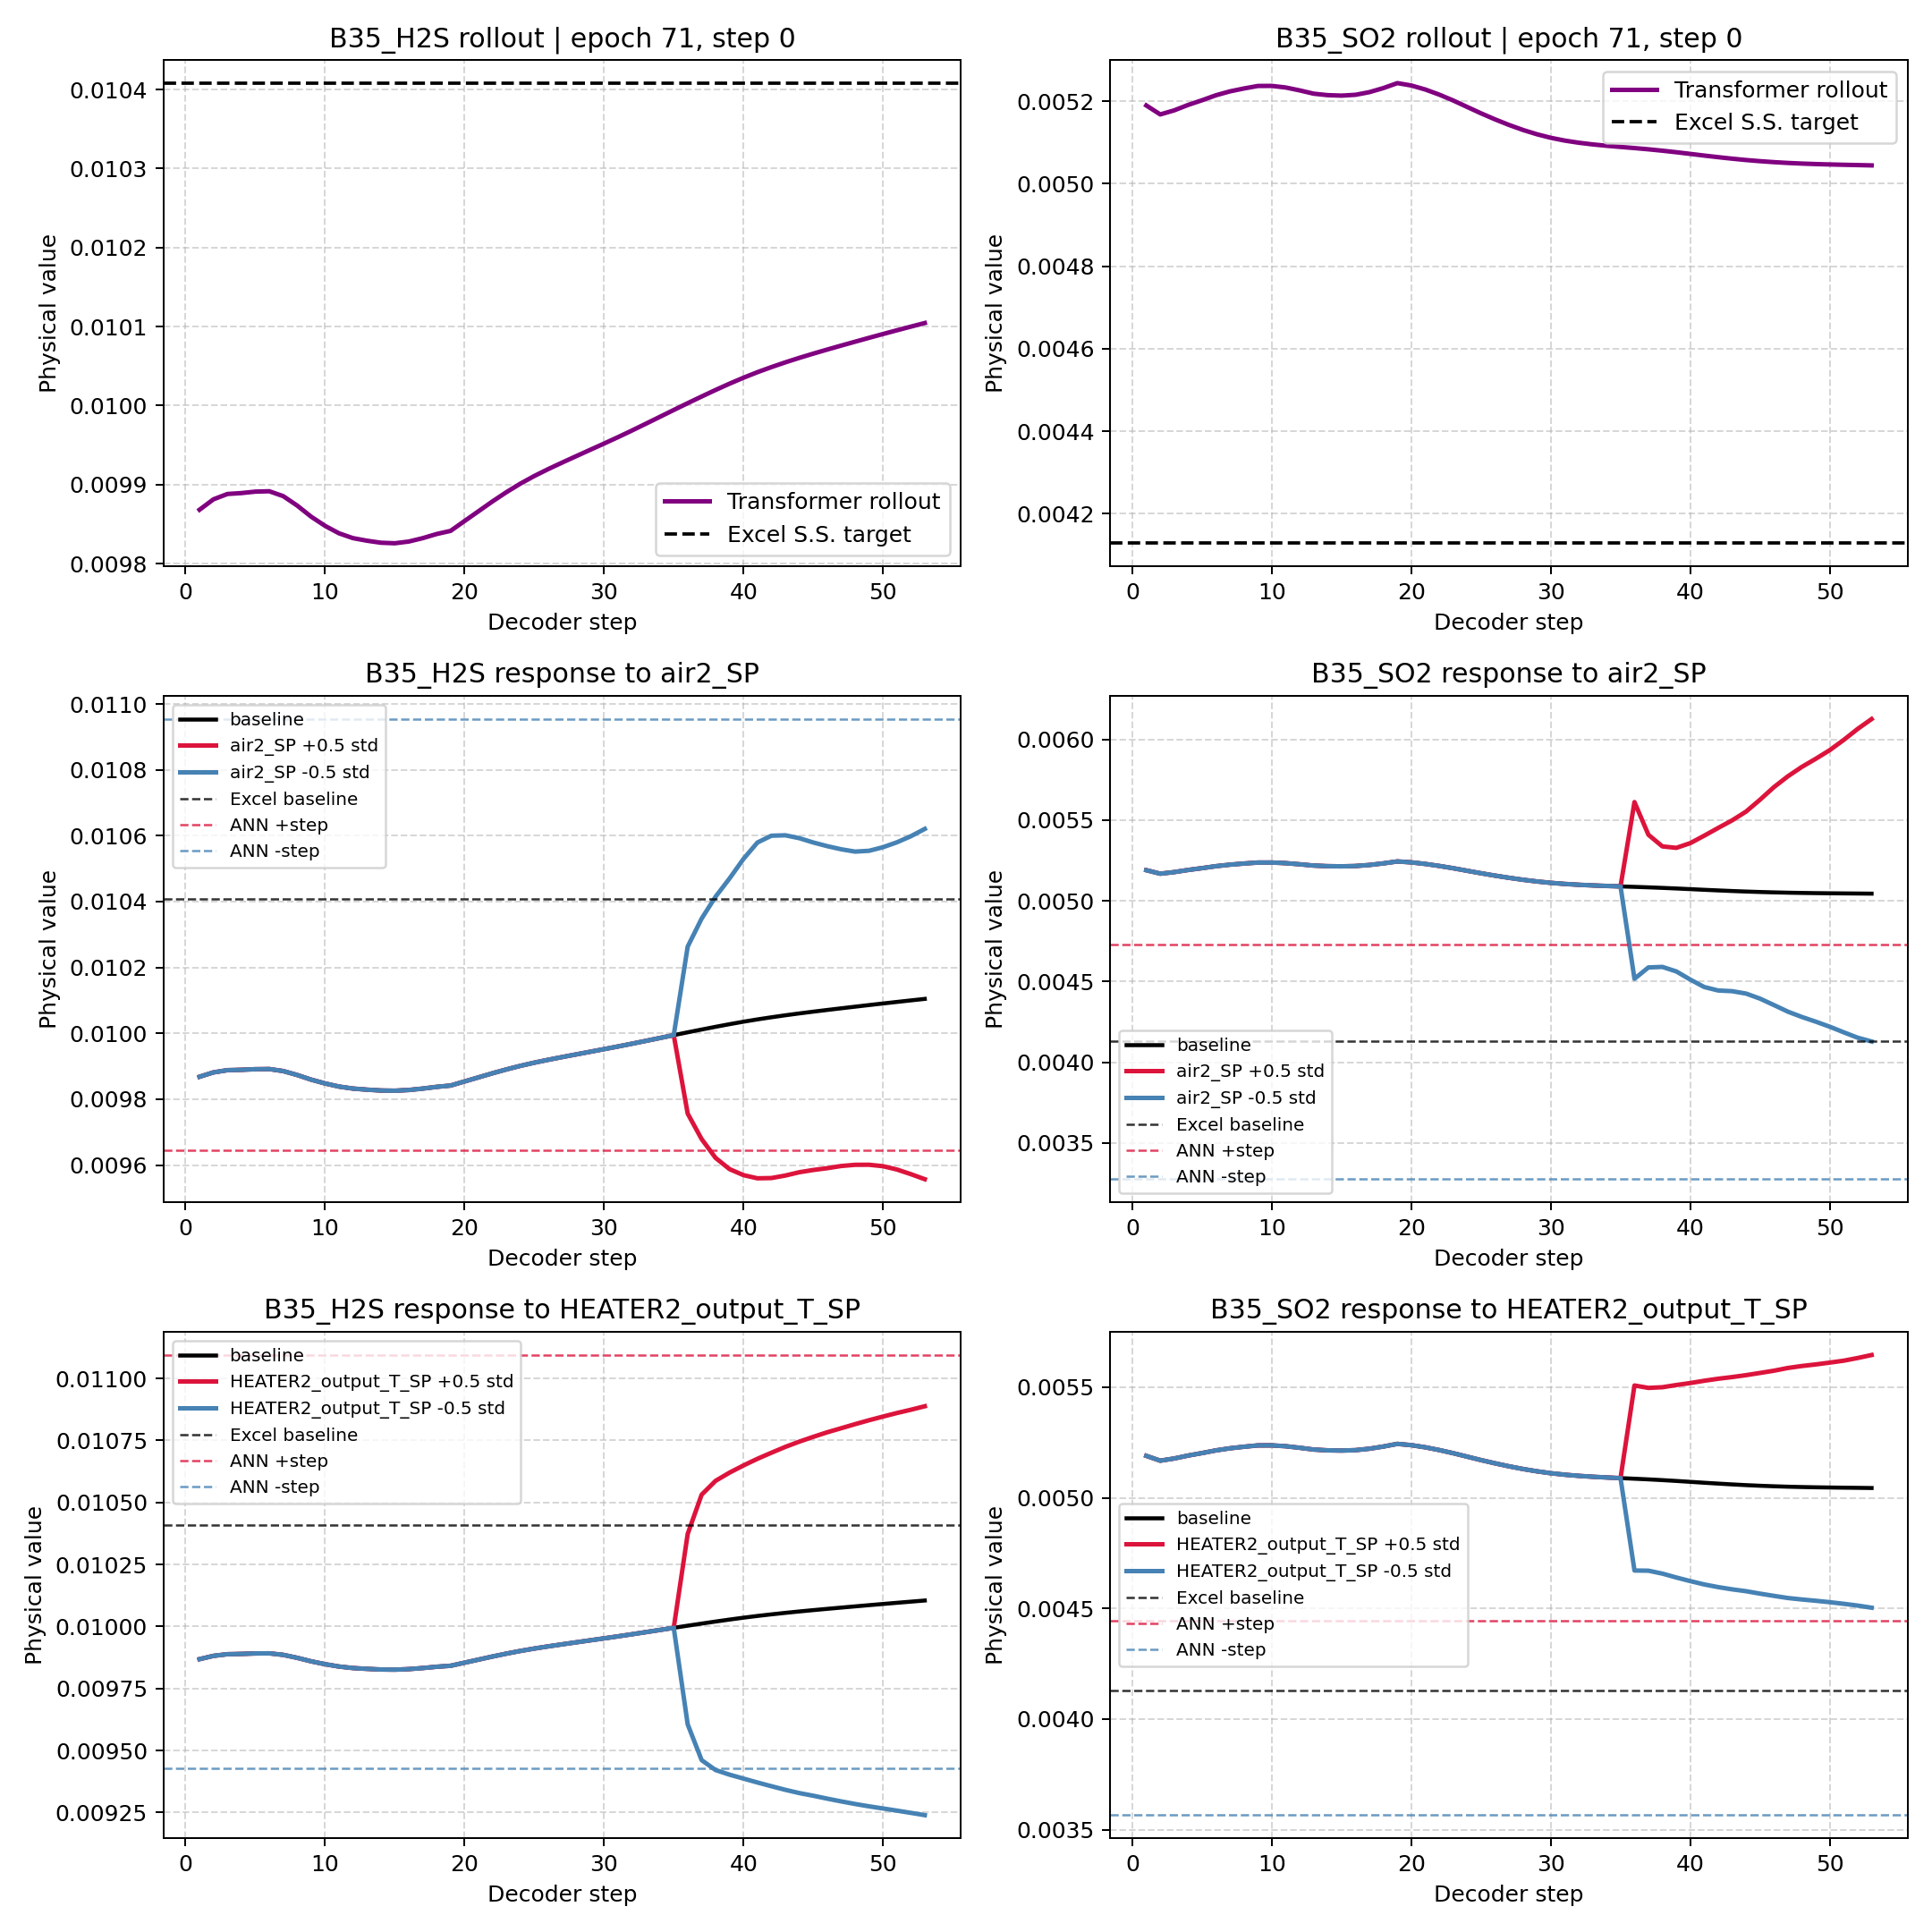 B35_H2S rollout | epoch 71, step 0
0.0104
0.0103
0.0102
0.0101
0.0100
0.0099
0.0098
Physical value
0 10 20 30 40 50
Decoder step
Transformer rollout
Excel S.S. target
B35_SO2 rollout | epoch 71, step 0
0.0052
0.0050
0.0048
0.0046
0.0044
0.0042
Physical value
0 10 20 30 40 50
Decoder step
Transformer rollout
Excel S.S. target
B35_H2S response to air2_SP
0.0110
0.0108
0.0106
0.0104
0.0102
0.0100
0.0098
0.0096
Physical value
0 10 20 30 40 50
Decoder step
baseline
air2_SP +0.5 std
air2_SP -0.5 std
Excel baseline
ANN +step
ANN -step
B35_SO2 response to air2_SP
0.0060
0.0055
0.0050
0.0045
0.0040
0.0035
Physical value
0 10 20 30 40 50
Decoder step
baseline
air2_SP +0.5 std
air2_SP -0.5 std
Excel baseline
ANN +step
ANN -step
B35_H2S response to HEATER2_output_T_SP
0.01100
0.01075
0.01050
0.01025
0.01000
0.00975
0.00950
0.00925
Physical value
0 10 20 30 40 50
Decoder step
baseline
HEATER2_output_T_SP +0.5 std
HEATER2_output_T_SP -0.5 std
Excel baseline
ANN +step
ANN -step
B35_SO2 response to HEATER2_output_T_SP
0.0055
0.0050
0.0045
0.0040
0.0035
Physical value
0 10 20 30 40 50
Decoder step
baseline
HEATER2_output_T_SP +0.5 std
HEATER2_output_T_SP -0.5 std
Excel baseline
ANN +step
ANN -step